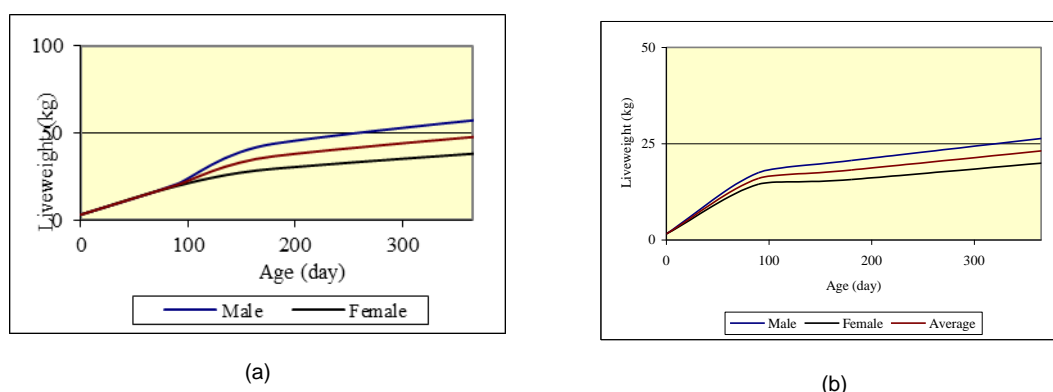 100
50
0
Liveweight (kg)
0 100 200 300
Age (day)
Male Female
(a)
50
25
0
Liveweight (kg)
0 100 200 300
Age (day)
Male Female Average
(b)